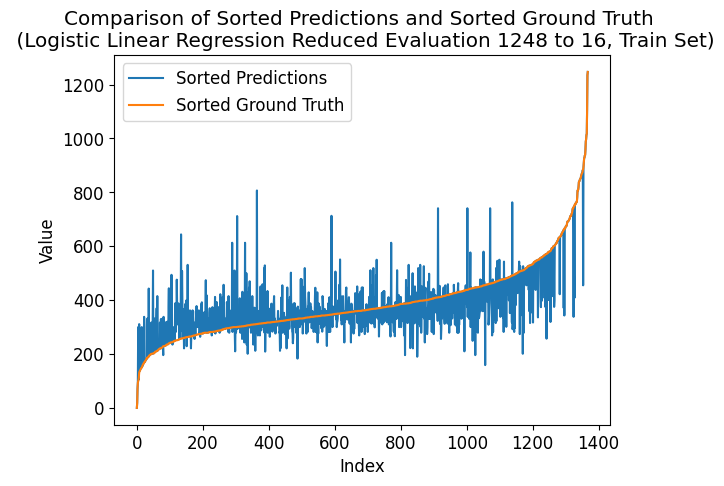 Comparison of Sorted Predictions and Sorted Ground Truth
(Logistic Linear Regression Reduced Evaluation 1248 to 16, Train Set)
Sorted Predictions
Sorted Ground Truth
1200
1000
800
600
400
200
0
Value
0 200 400 600 800 1000 1200 1400
Index